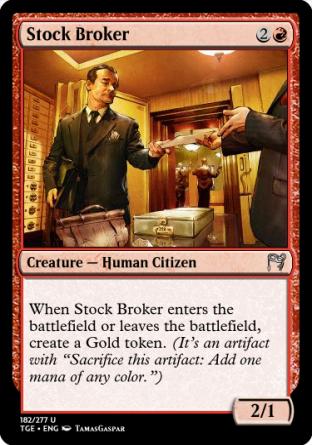 Stock Broker 2
Creature — Human Citizen
When Stock Broker enters the
battlefield or leaves the battlefield,
create a Gold token. (It's an artifact
with “Sacrifice this artifact: Add one
mana of any color.”)
2/1
182/277 U
TGE • ENG TamasGaspar